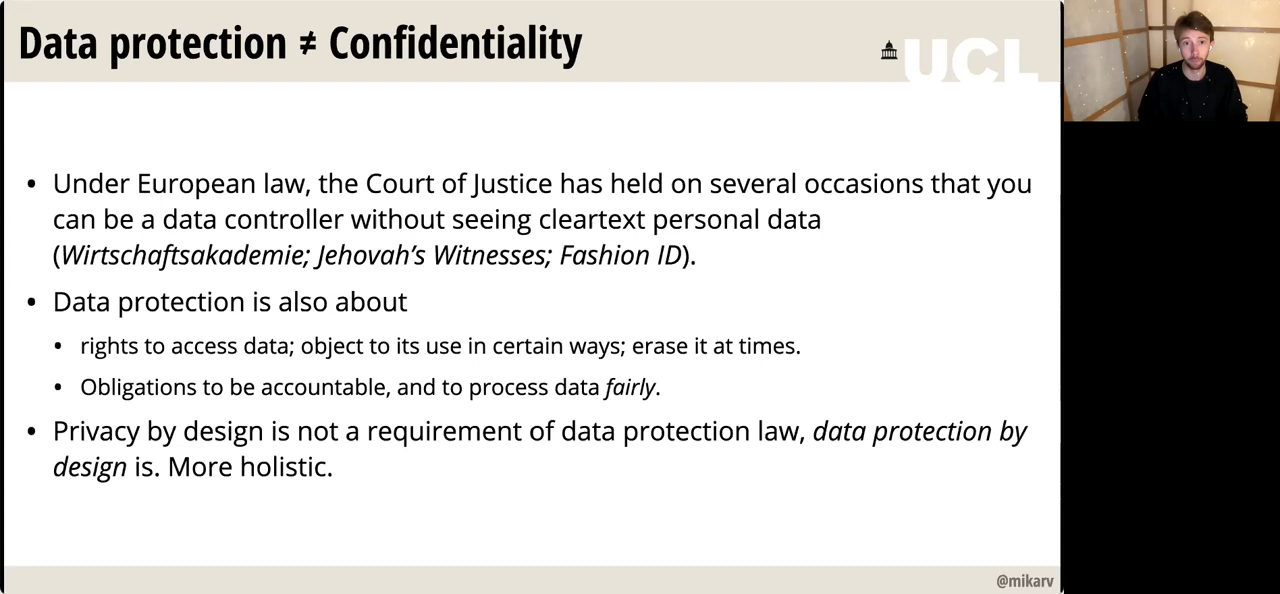 Data protection ≠ Confidentiality
UCL
• Under European law, the Court of Justice has held on several occasions that you
can be a data controller without seeing cleartext personal data
(Wirtschaftsakademie; Jehovah's Witnesses; Fashion ID).
• Data protection is also about
• rights to access data; object to its use in certain ways; erase it at times.
• Obligations to be accountable, and to process data fairly.
• Privacy by design is not a requirement of data protection law, data protection by
design is. More holistic.
@mikarv